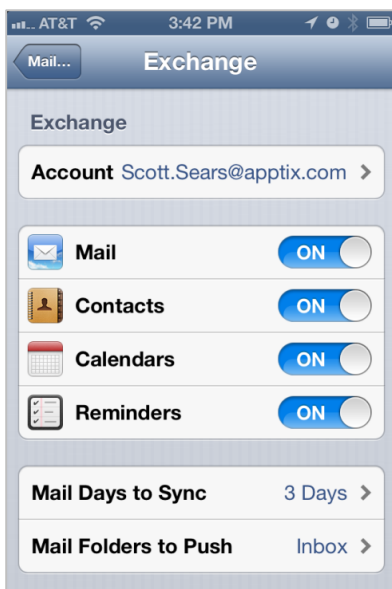 AT&T 3:42 PM
Mail... Exchange
Exchange
Account Scott.Sears@apptix.com
Mail ON
Contacts ON
Calendars ON
Reminders ON
Mail Days to Sync 3 Days
Mail Folders to Push Inbox